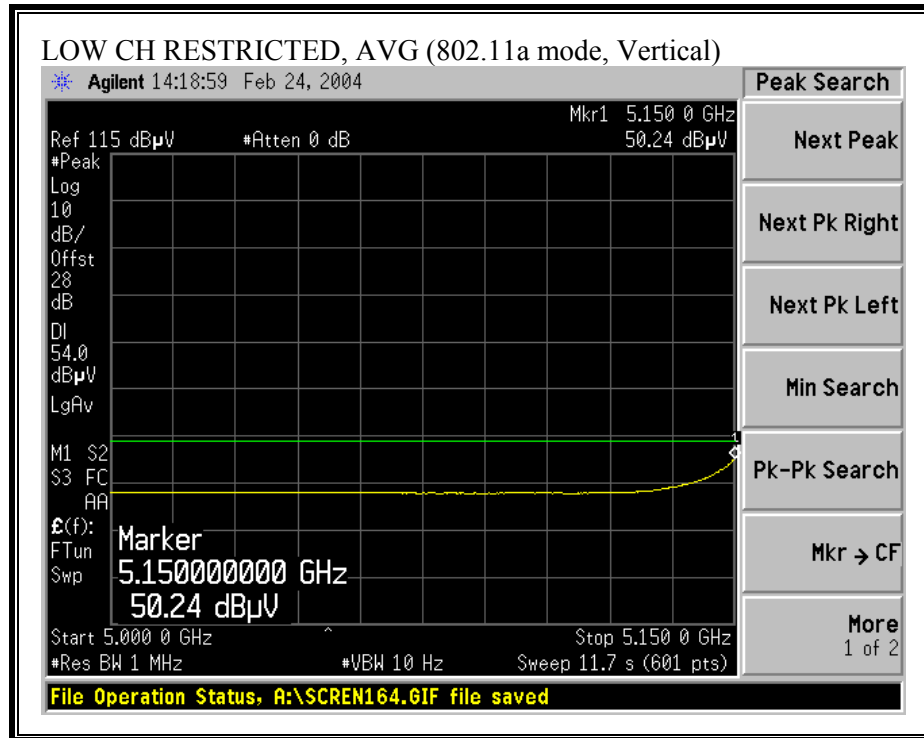 LOW CH RESTRICTED, AVG (802.11a mode, Vertical)
Agilent 14:18:59 Feb 24, 2004
Peak Search
Mkr1 5.150 0 GHz
Ref 115 dBµV #Atten 0 dB 50.24 dBµV
#Peak
Log
10
dB/
Offst
28
dB
DI
54.0
dBµV
LgAv
M1 S2
S3 FC
AA
£(f):
FTun
Swp
1
Marker
5.150000000 GHz
50.24 dBµV
Start 5.000 0 GHz ^ Stop 5.150 0 GHz
#Res BW 1 MHz #VBW 10 Hz Sweep 11.7 s (601 pts)
File Operation Status, A:\SCREN164.GIF file saved
Next Peak
Next Pk Right
Next Pk Left
Min Search
Pk-Pk Search
Mkr → CF
More
1 of 2